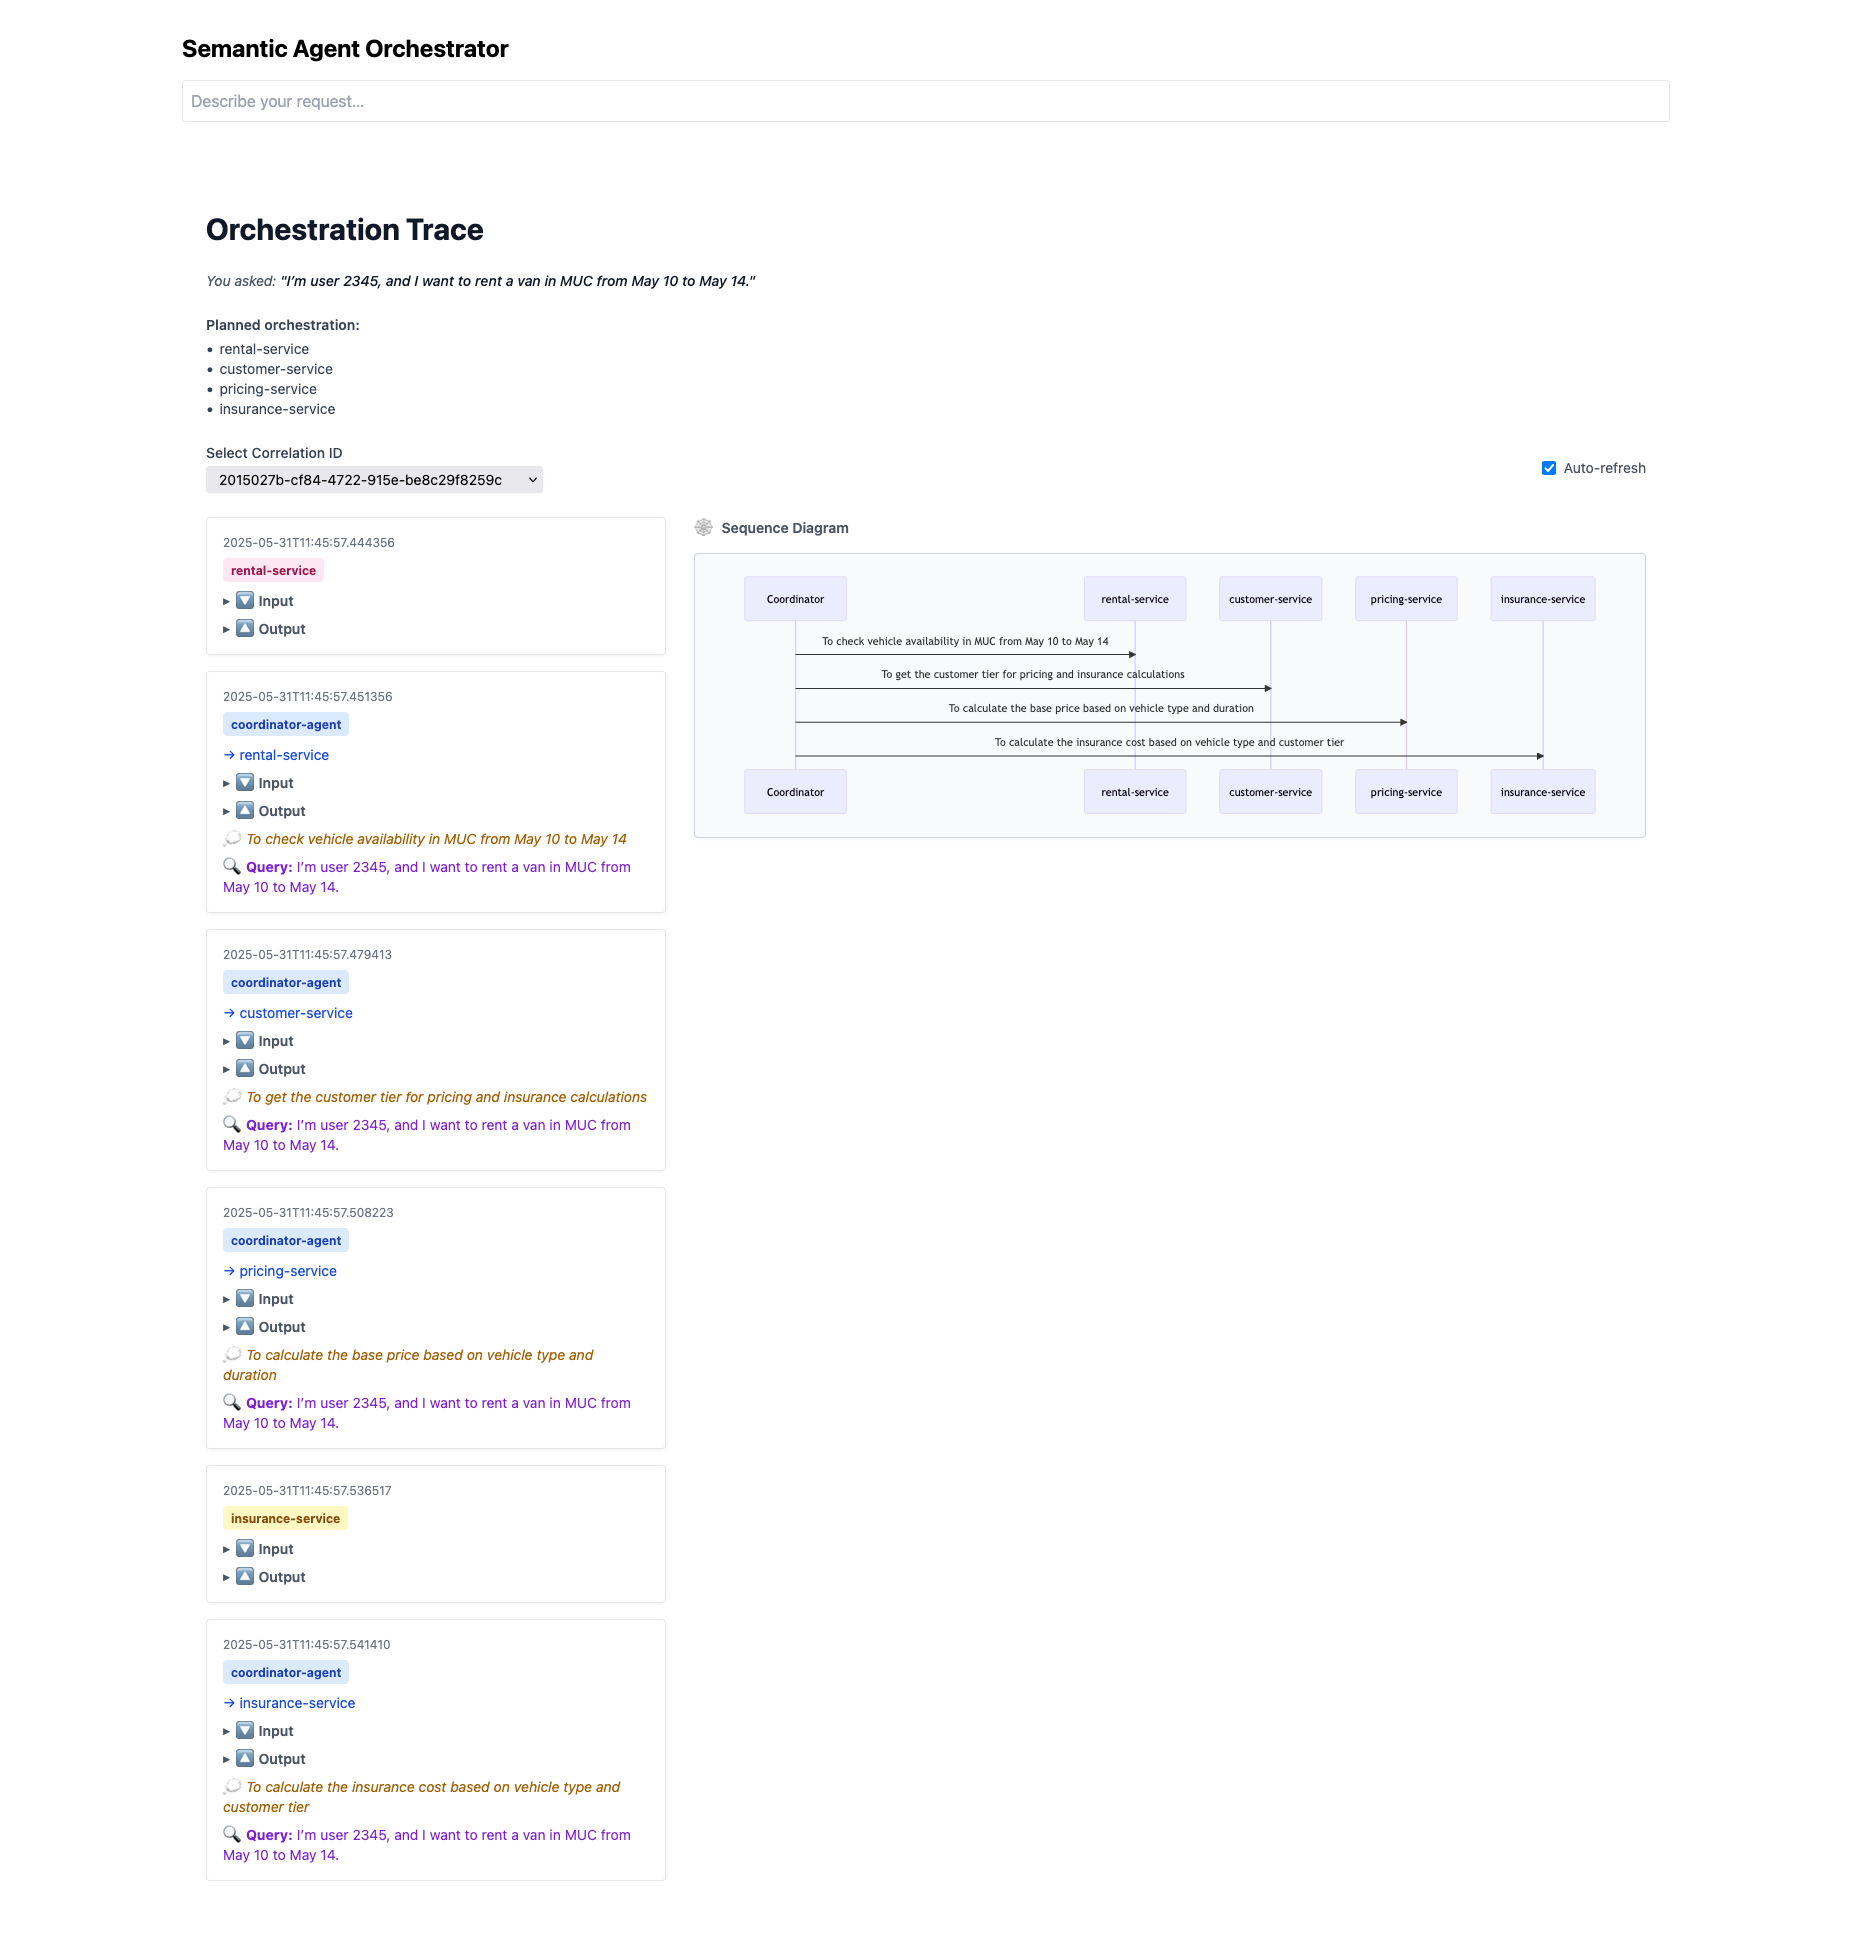 Semantic Agent Orchestrator
Describe your request...
Orchestration Trace
You asked: "I'm user 2345, and I want to rent a van in MUC from May 10 to May 14."
Planned orchestration:
• rental-service
• customer-service
• pricing-service
• insurance-service
Select Correlation ID
2015027b-cf84-4722-915e-be8c29f8259c
Auto-refresh
2025-05-31T11:45:57.444356
rental-service
Input
Output
2025-05-31T11:45:57.451356
coordinator-agent
→ rental-service
Input
Output
To check vehicle availability in MUC from May 10 to May 14
Query: I'm user 2345, and I want to rent a van in MUC from
May 10 to May 14.
2025-05-31T11:45:57.479413
coordinator-agent
→ customer-service
Input
Output
To get the customer tier for pricing and insurance calculations
Query: I'm user 2345, and I want to rent a van in MUC from
May 10 to May 14.
2025-05-31T11:45:57.508223
coordinator-agent
→ pricing-service
Input
Output
To calculate the base price based on vehicle type and
duration
Query: I'm user 2345, and I want to rent a van in MUC from
May 10 to May 14.
2025-05-31T11:45:57.536517
insurance-service
Input
Output
2025-05-31T11:45:57.541410
coordinator-agent
→ insurance-service
Input
Output
To calculate the insurance cost based on vehicle type and
customer tier
Query: I'm user 2345, and I want to rent a van in MUC from
May 10 to May 14.
Sequence Diagram
Coordinator rental-service customer-service pricing-service insurance-service
To check vehicle availability in MUC from May 10 to May 14
To get the customer tier for pricing and insurance calculations
To calculate the base price based on vehicle type and duration
To calculate the insurance cost based on vehicle type and customer tier
Coordinator rental-service customer-service pricing-service insurance-service